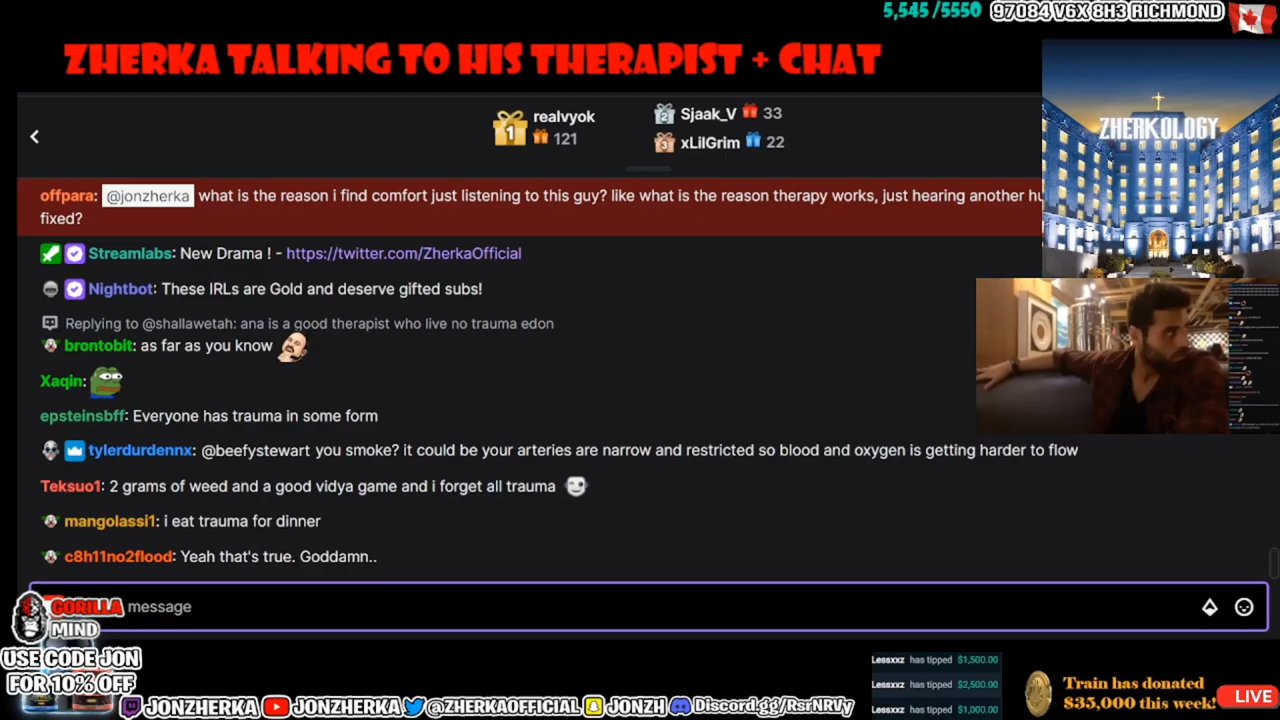 5,545 /5550
97084 V6X 8H3 RICHMOND
ZHERKA TALKING TO HIS THERAPIST + CHAT
1 realvyok
121
2 Sjaak_V 33
3 xLilGrim 22
ZHERKOLOGY
offpara: @jonzherka what is the reason i find comfort just listening to this guy? like what is the reason therapy works, just hearing another
fixed?
Streamlabs: New Drama ! - https://twitter.com/ZherkaOfficial
Nightbot: These IRLs are Gold and deserve gifted subs!
Replying to @shallawetah: ana is a good therapist who live no trauma edon
brontobit: as far as you know
Xaqin:
epsteinsbff: Everyone has trauma in some form
tylerdurdennx: @beefystewart you smoke? it could be your arteries are narrow and restricted so blood and oxygen is getting harder to flow
Teksuo1: 2 grams of weed and a good vidya game and i forget all trauma
mangolassi1: i eat trauma for dinner
c8h11no2flood: Yeah that's true. Goddamn..
message
GORILLA
MIND
USE CODE JON
FOR 10% OFF
JONZHERKA JONZHERKA @ZHERKAOFFICIAL JONZH Discord.gg/RsrNRVy
Lessxxz has tipped $1,500.00
Lessxxz has tipped $2,500.00
Lessxxz has tipped $1,000.00
Train has donated
$35,000 this week!
LIVE